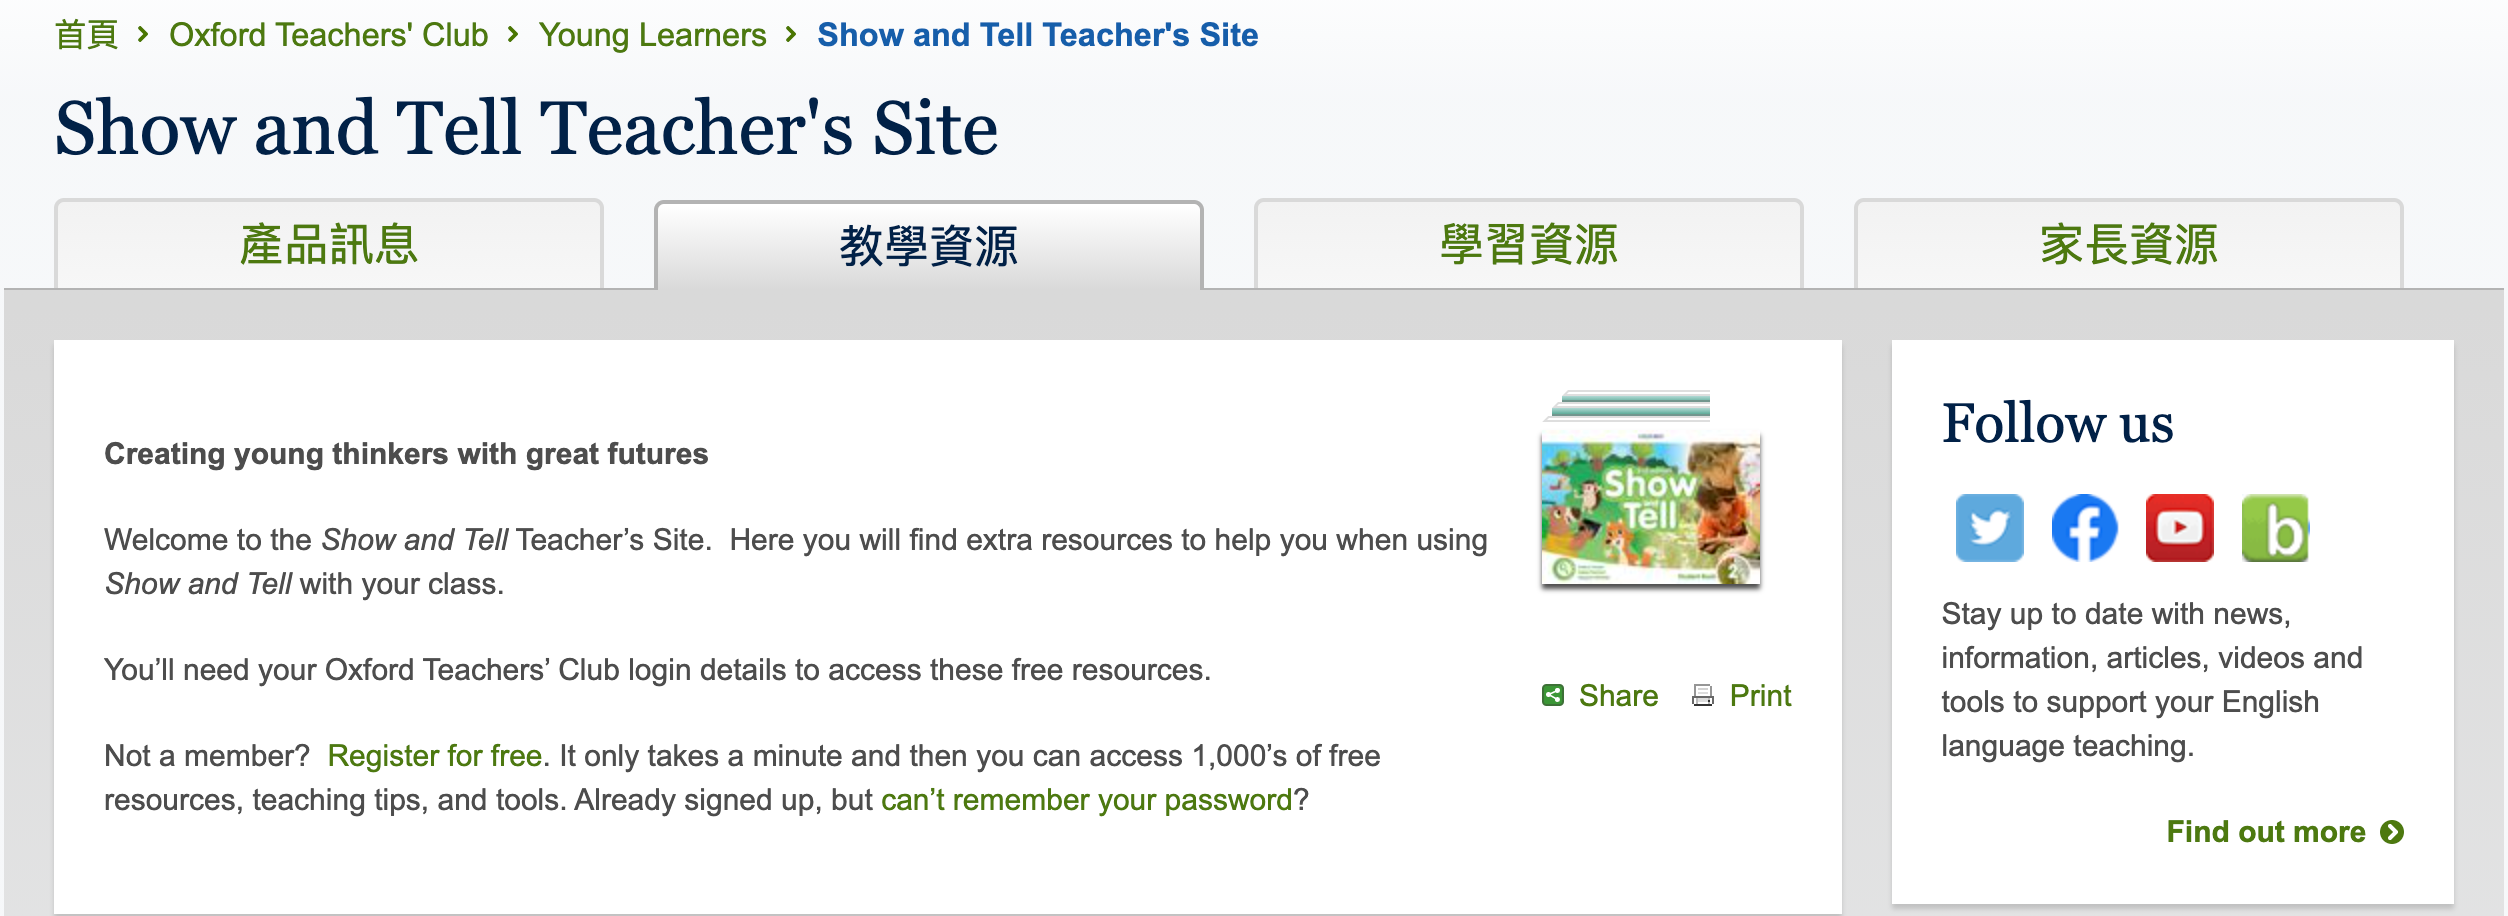 首頁 > Oxford Teachers' Club > Young Learners > Show and Tell Teacher's Site
Show and Tell Teacher's Site
產品訊息
教學資源
學習資源
家長資源
Creating young thinkers with great futures
Welcome to the Show and Tell Teacher’s Site.  Here you will find extra resources to help you when using
Show and Tell with your class.
You’ll need your Oxford Teachers’ Club login details to access these free resources.
Not a member?  Register for free. It only takes a minute and then you can access 1,000’s of free
resources, teaching tips, and tools. Already signed up, but can’t remember your password?
Show
and
Tell
2
Share
Print
Follow us
Stay up to date with news,
information, articles, videos and
tools to support your English
language teaching.
Find out more